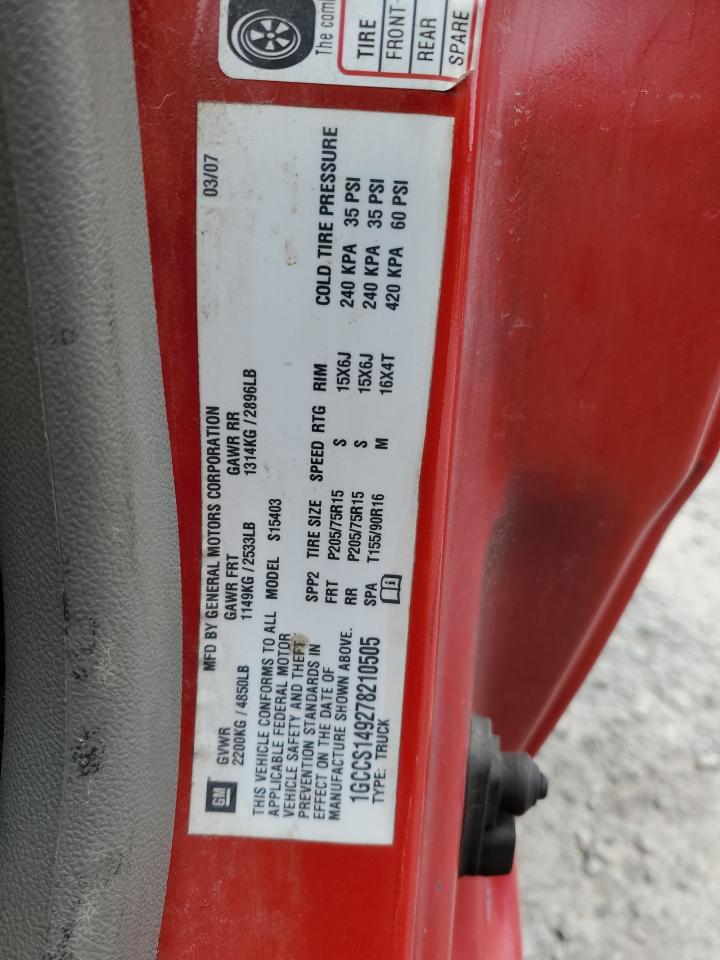 The com
TIRE
FRONT
REAR
SPARE
GM
MFD BY GENERAL MOTORS CORPORATION 03/07
GVWR GAWR FRT GAWR RR
2200KG / 4850LB 1149KG / 2533LB 1314KG / 2896LB
THIS VEHICLE CONFORMS TO ALL
APPLICABLE FEDERAL MOTOR
VEHICLE SAFETY AND THEFT
PREVENTION STANDARDS IN
EFFECT ON THE DATE OF
MANUFACTURE SHOWN ABOVE.
1GCCS149278210505
TYPE: TRUCK
MODEL S15403
SPP2 TIRE SIZE SPEED RTG RIM COLD TIRE PRESSURE
FRT P205/75R15 S 15X6J 240 KPA 35 PSI
RR P205/75R15 S 15X6J 240 KPA 35 PSI
SPA T155/90R16 M 16X4T 420 KPA 60 PSI